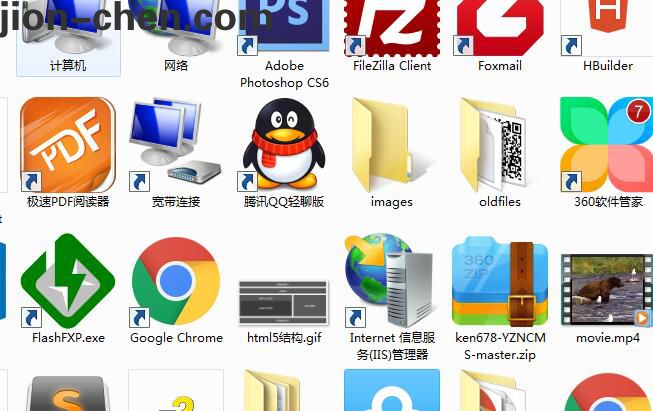 jion-chen.com
PS
计算机
网络
Adobe
Photoshop CS6
FileZilla Client
Foxmail
HBuilder
PDF
7
极速PDF阅读器
宽带连接
腾讯QQ轻聊版
images
oldfiles
360软件管家
360
ZIP
FlashFXP.exe
Google Chrome
html5结构.gif
Internet 信息服
务(IIS)管理器
ken678-YZNCM
S-master.zip
movie.mp4